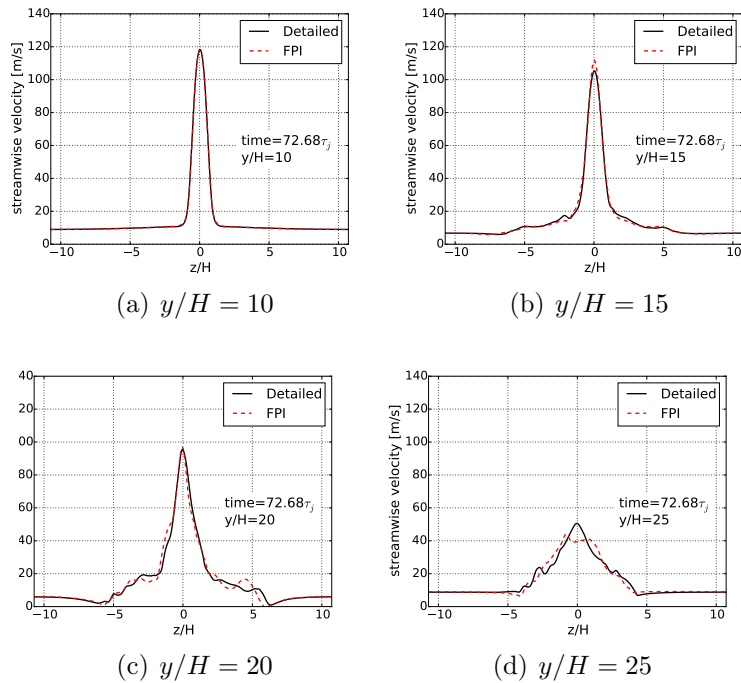 140
120
100
80
60
40
20
0
streamwise velocity [m/s]
Detailed
FPI
time=72.68τj
y/H=10
−10 −5 0 5 10
z/H
(a) y/H = 10
140
120
100
80
60
40
20
0
streamwise velocity [m/s]
Detailed
FPI
time=72.68τj
y/H=15
−10 −5 0 5 10
z/H
(b) y/H = 15
40
20
00
80
60
40
20
0
Detailed
FPI
time=72.68τj
y/H=20
−10 −5 0 5 10
z/H
(c) y/H = 20
140
120
100
80
60
40
20
0
streamwise velocity [m/s]
Detailed
FPI
time=72.68τj
y/H=25
−10 −5 0 5 10
z/H
(d) y/H = 25